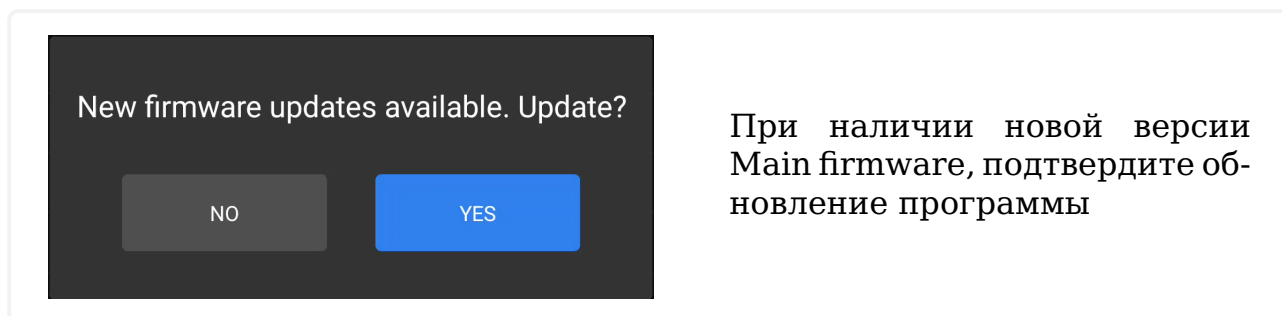 New firmware updates available. Update?
NO
YES
При наличии новой версии
Main firmware, подтвердите об-
новление программы